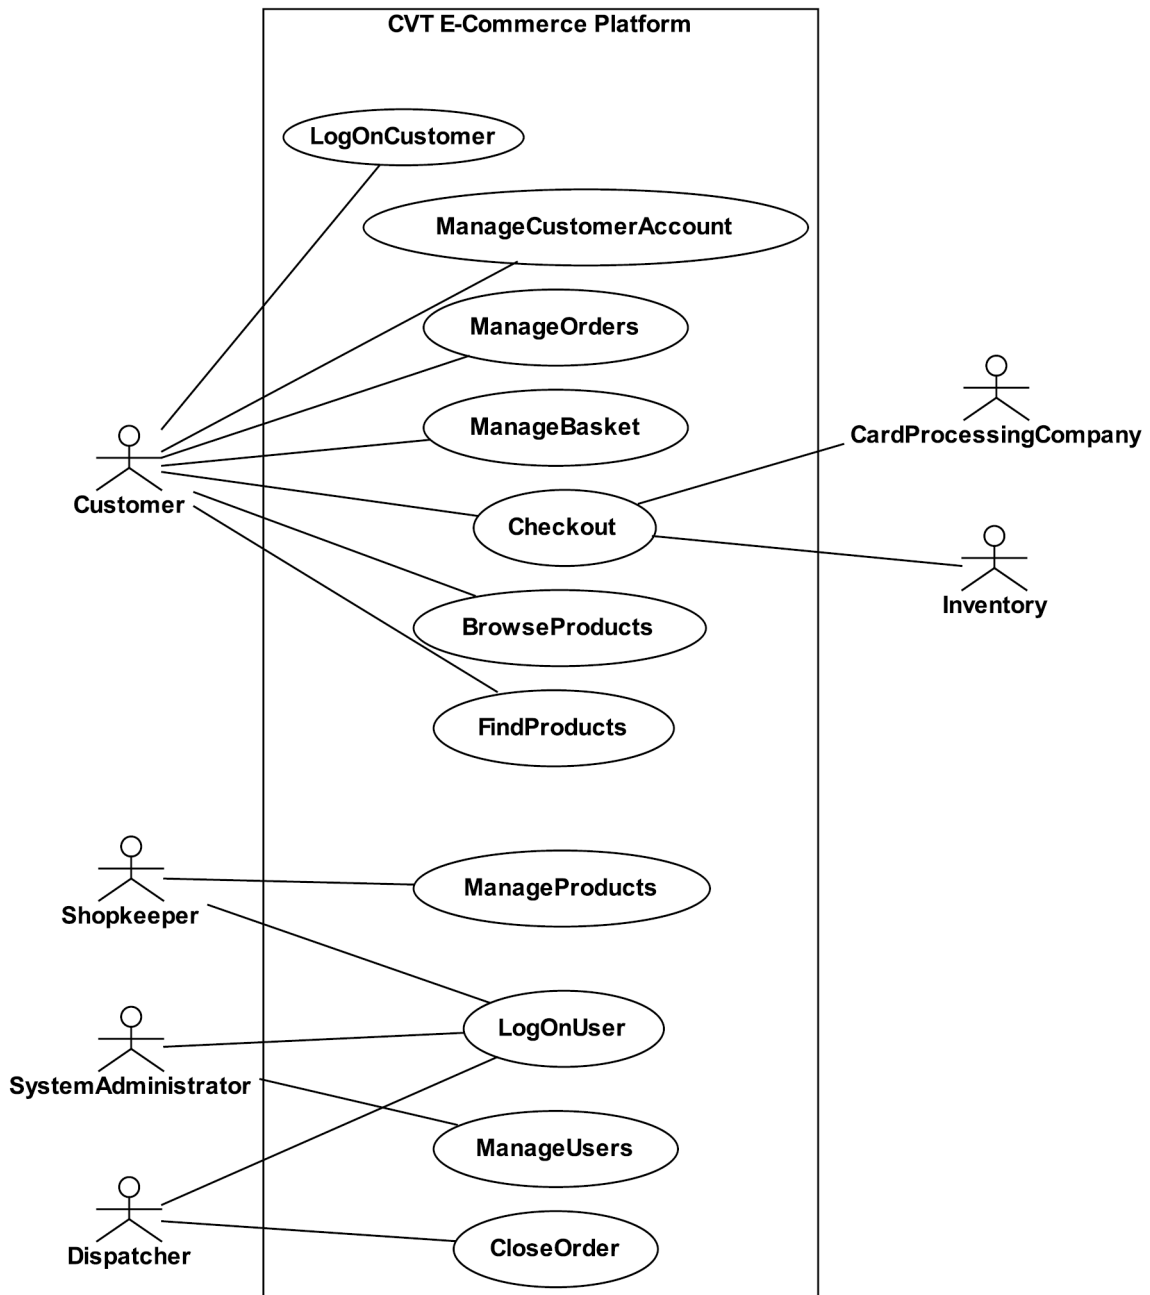 CVT E-Commerce Platform
LogOnCustomer
ManageCustomerAccount
ManageOrders
ManageBasket
CardProcessingCompany
Customer
Checkout
Inventory
BrowseProducts
FindProducts
ManageProducts
Shopkeeper
LogOnUser
SystemAdministrator
ManageUsers
CloseOrder
Dispatcher